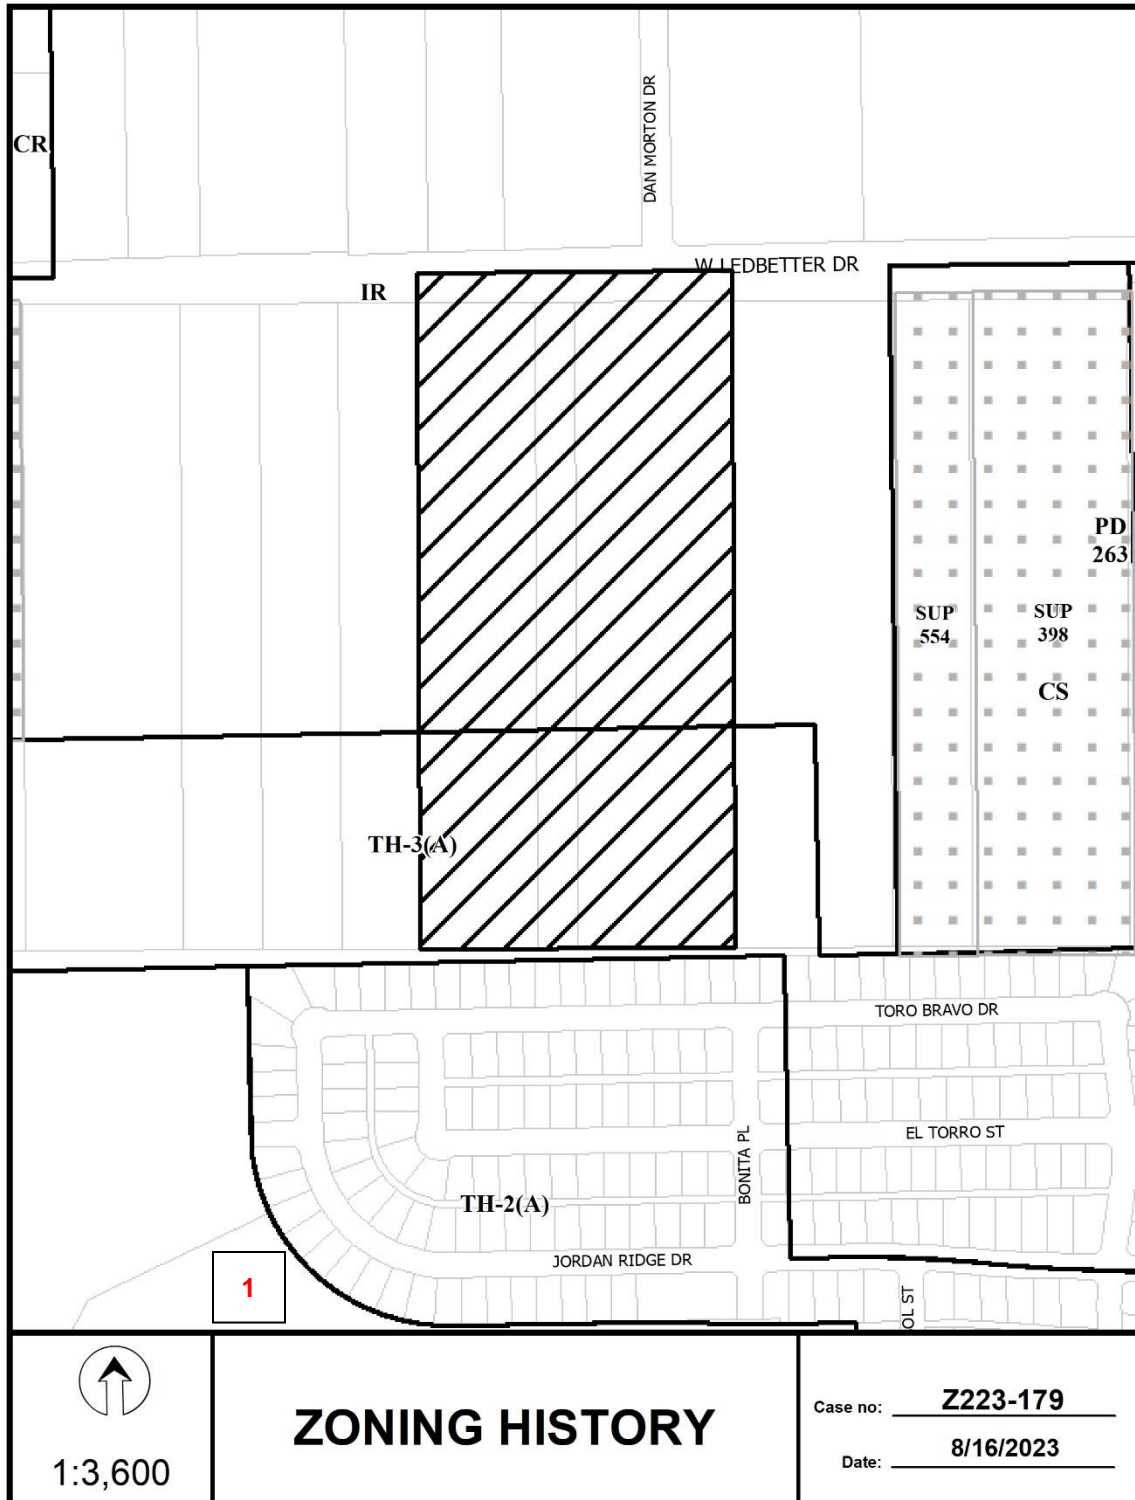 CR
DAN MORTON DR
W LEDBETTER DR
IR
PD
263
SUP
554
SUP
398
CS
TH-3(A)
TORO BRAVO DR
EL TORRO ST
BONITA PL
TH-2(A)
JORDAN RIDGE DR
1
OL ST
1:3,600
ZONING HISTORY
Case no: Z223-179
Date: 8/16/2023